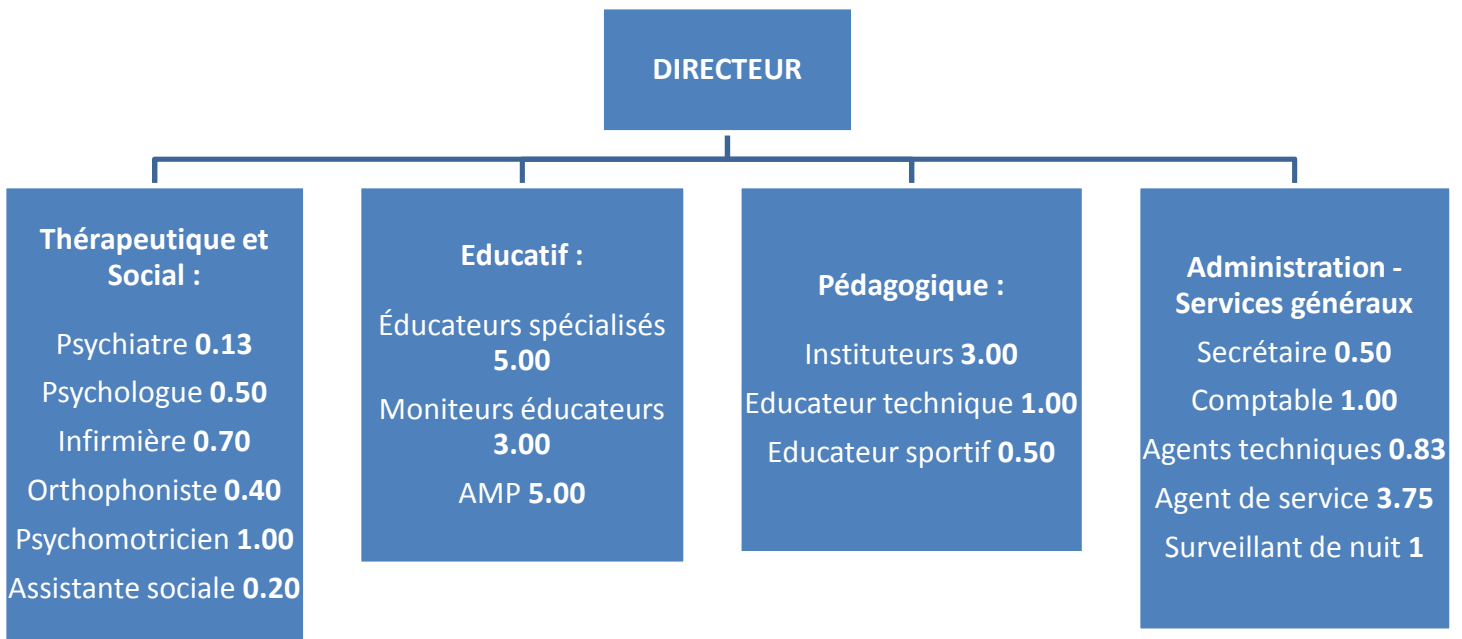 DIRECTEUR
Thérapeutique et
Social :
Psychiatre 0.13
Psychologue 0.50
Infirmière 0.70
Orthophoniste 0.40
Psychomotricien 1.00
Assistante sociale 0.20
Educatif :
Éducateurs spécialisés
5.00
Moniteurs éducateurs
3.00
AMP 5.00
Pédagogique :
Instituteurs 3.00
Educateur technique 1.00
Educateur sportif 0.50
Administration -
Services généraux
Secrétaire 0.50
Comptable 1.00
Agents techniques 0.83
Agent de service 3.75
Surveillant de nuit 1